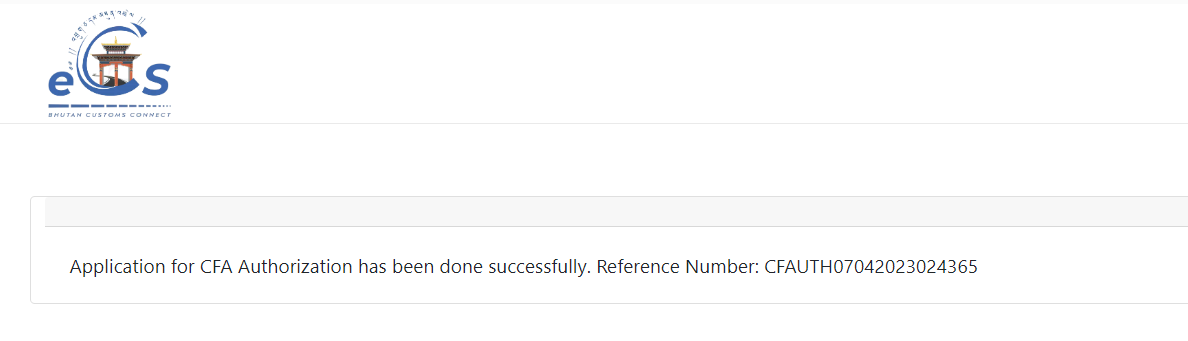 eCS
BHUTAN CUSTOMS CONNECT
Application for CFA Authorization has been done successfully. Reference Number: CFAUTH07042023024365